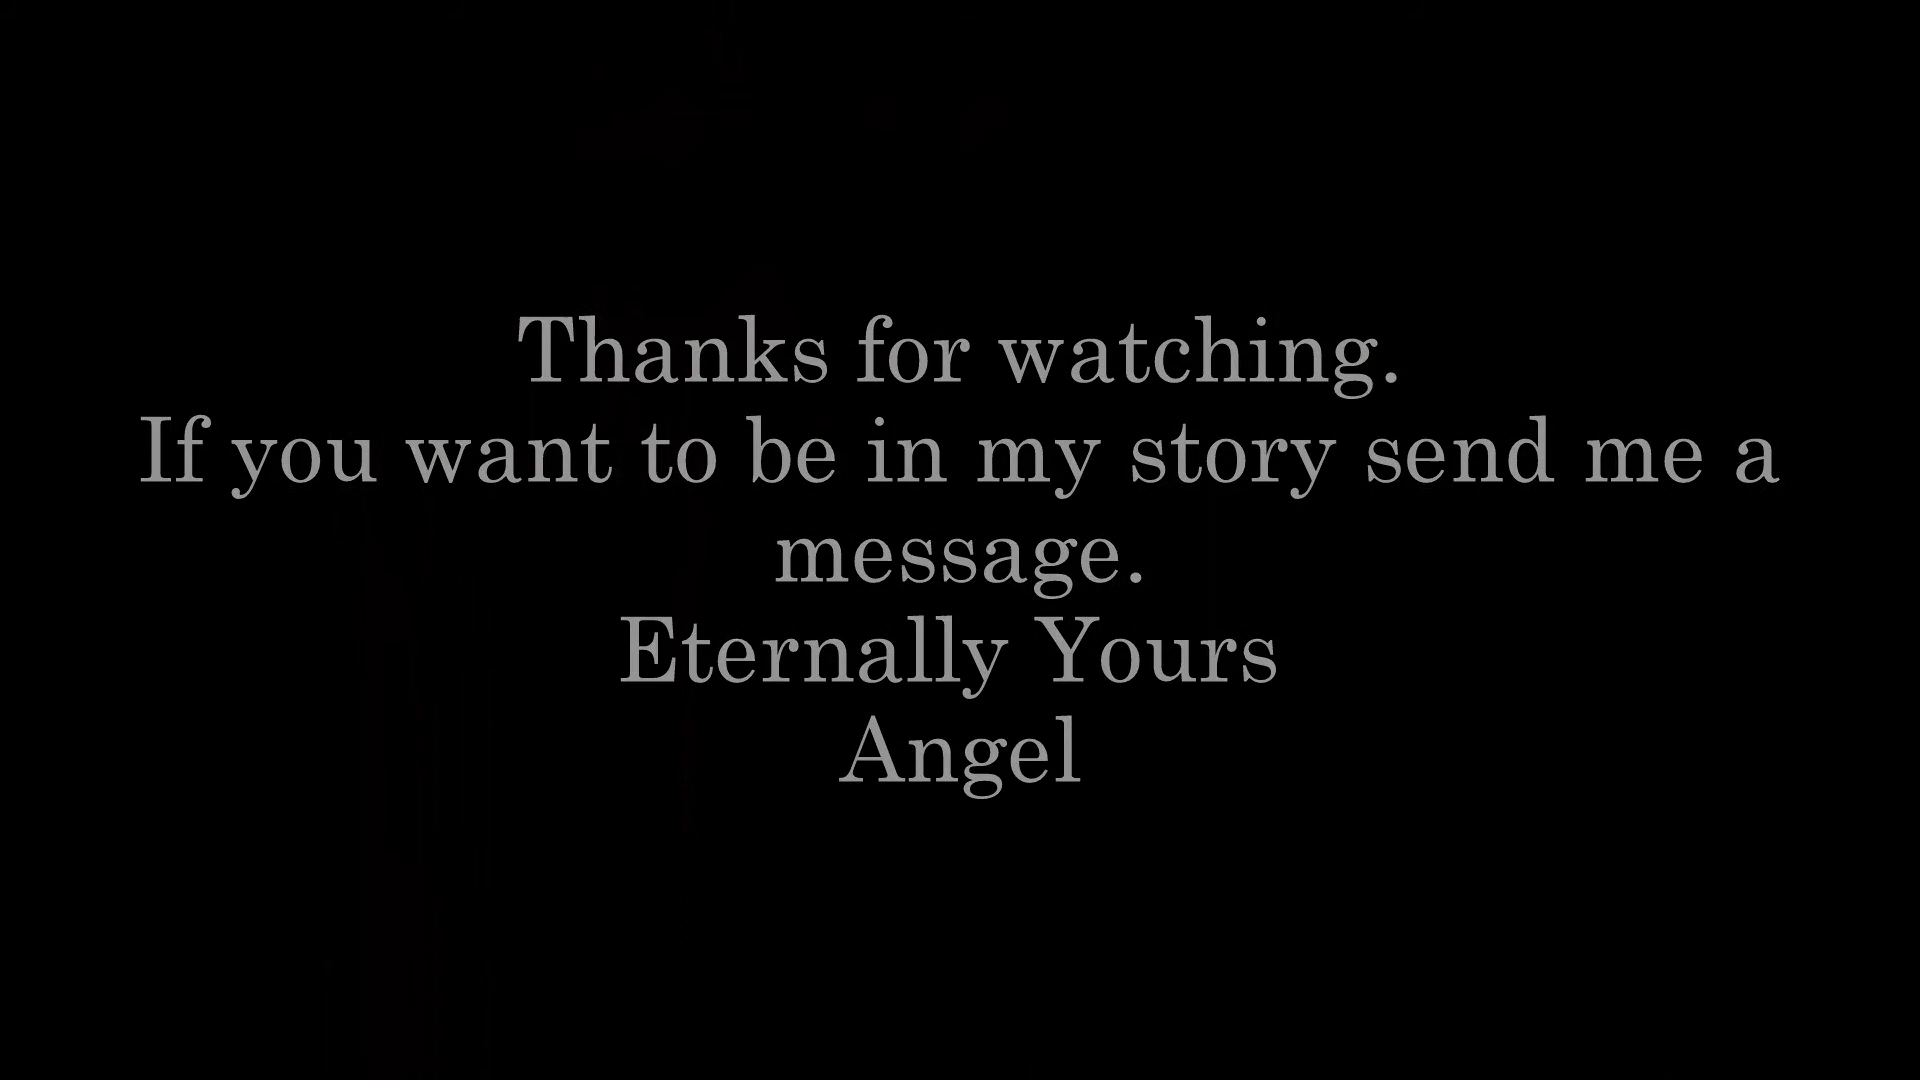 Thanks for watching.
If you want to be in my story send me a
message.
Eternally Yours
Angel